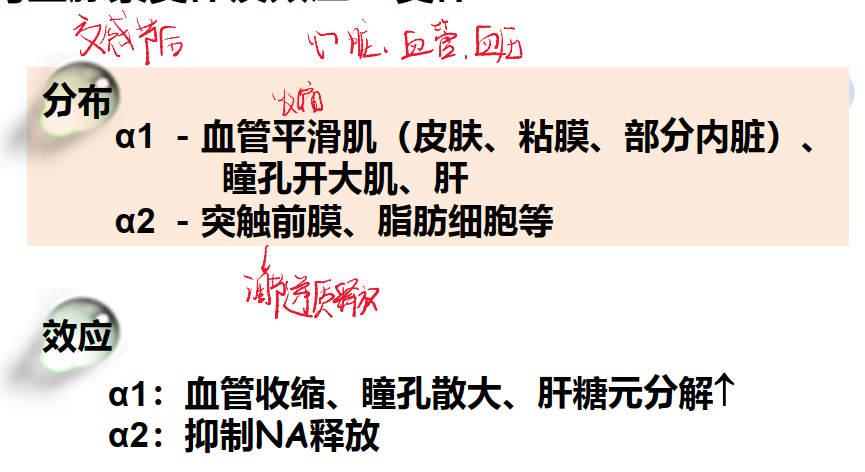 交感节后 心脏、血管、血压
分布
收缩
α1 - 血管平滑肌（皮肤、粘膜、部分内脏）、
瞳孔开大肌、肝
α2 - 突触前膜、脂肪细胞等
调节递质释放
效应
α1：血管收缩、瞳孔散大、肝糖元分解↑
α2：抑制NA释放